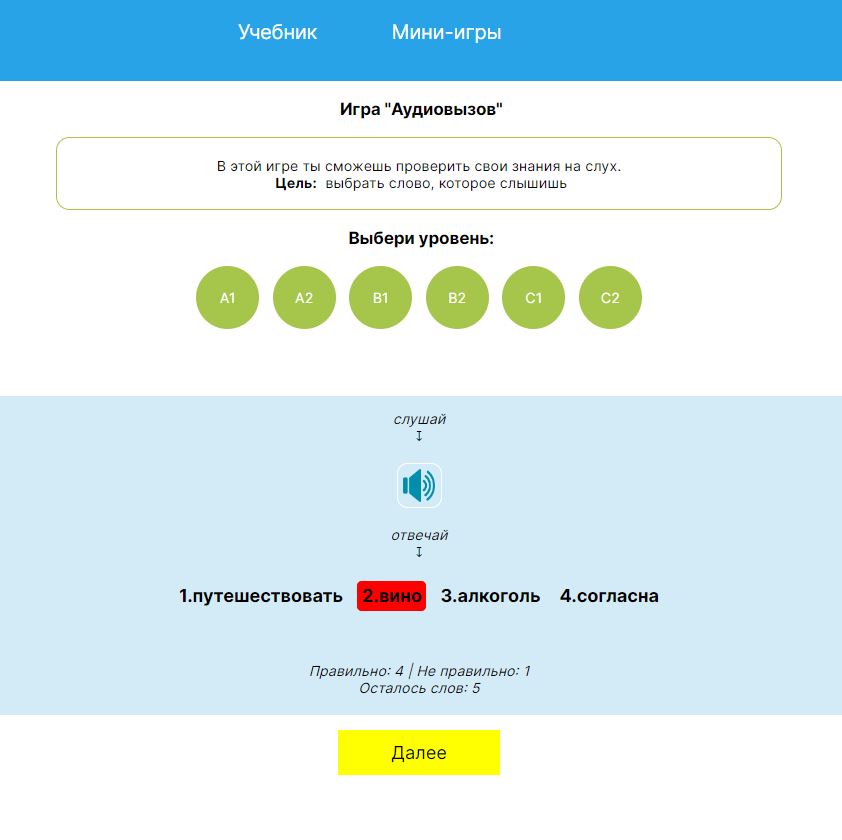 Учебник Мини-игры
Игра "Аудиовызов"
В этой игре ты сможешь проверить свои знания на слух.
Цель: выбрать слово, которое слышишь
Выбери уровень:
A1 A2 B1 B2 C1 C2
слушай
↧
отвечай
↧
1.путешествовать 2.вино 3.алкоголь 4.согласна
Правильно: 4 | Не правильно: 1
Осталось слов: 5
Далее